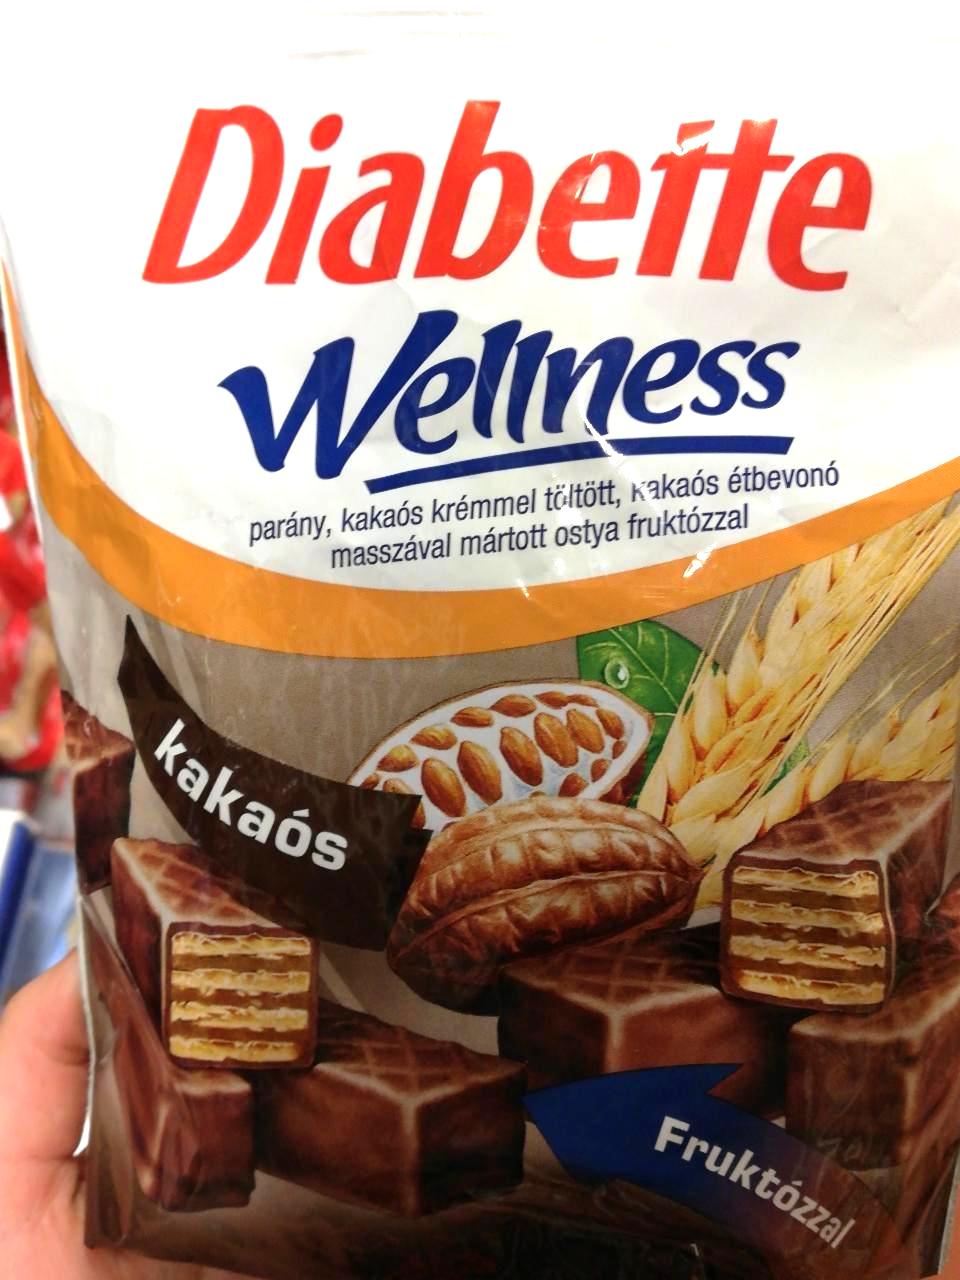 Diabette
Wellness
parány, kakaós krémmel töltött, kakaós étbevonó
masszával mártott ostya fruktózzal
kakaós
Fruktózzal